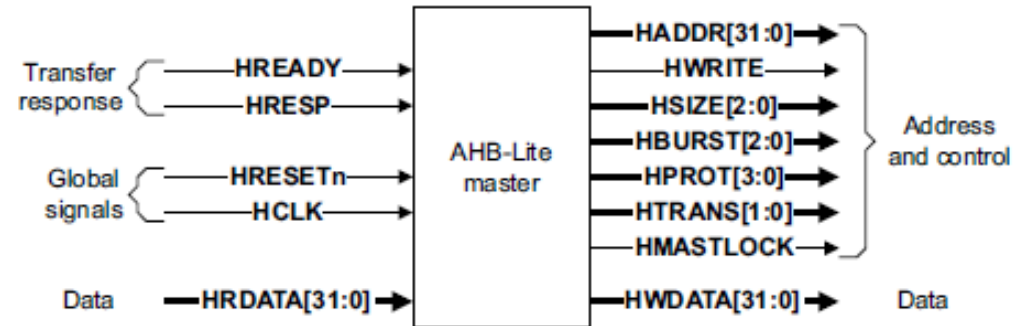 Transfer
response
HREADY
HRESP
Global
signals
HRESETn
HCLK
Data
HRDATA[31:0]
AHB-Lite
master
HADDR[31:0]
HWRITE
HSIZE[2:0]
HBURST[2:0]
HPROT[3:0]
HTRANS[1:0]
HMASTLOCK
Address
and control
HWDATA[31:0]
Data